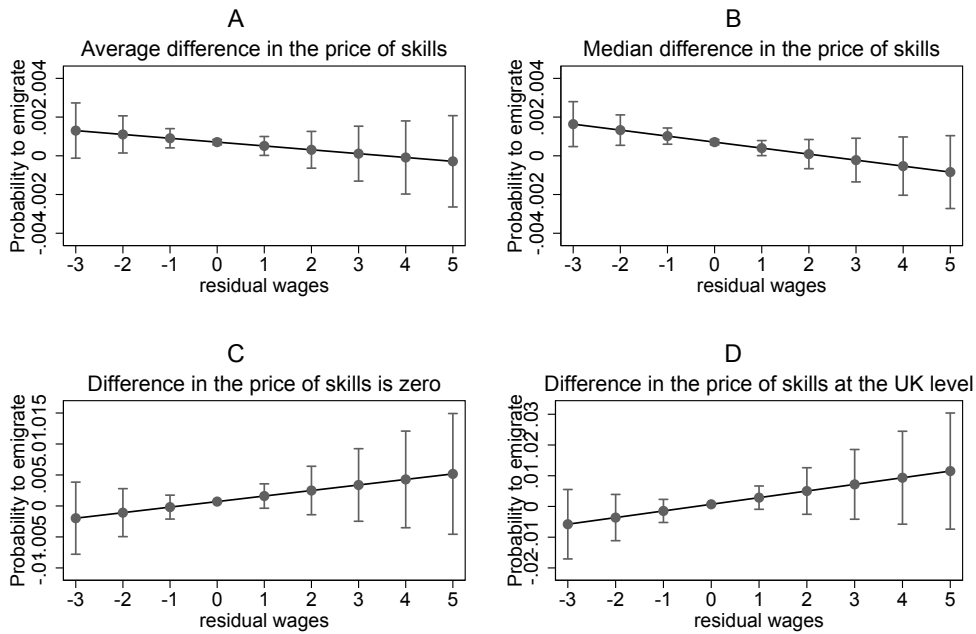 A
Average difference in the price of skills
Probability to emigrate
-.004 -.002 0 .002 .004
-3 -2 -1 0 1 2 3 4 5
residual wages
B
Median difference in the price of skills
Probability to emigrate
-.004 -.002 0 .002 .004
-3 -2 -1 0 1 2 3 4 5
residual wages
C
Difference in the price of skills is zero
Probability to emigrate
-.01 -.005 0 .005 .01 .015
-3 -2 -1 0 1 2 3 4 5
residual wages
D
Difference in the price of skills at the UK level
Probability to emigrate
-.02 -.01 0 .01 .02 .03
-3 -2 -1 0 1 2 3 4 5
residual wages